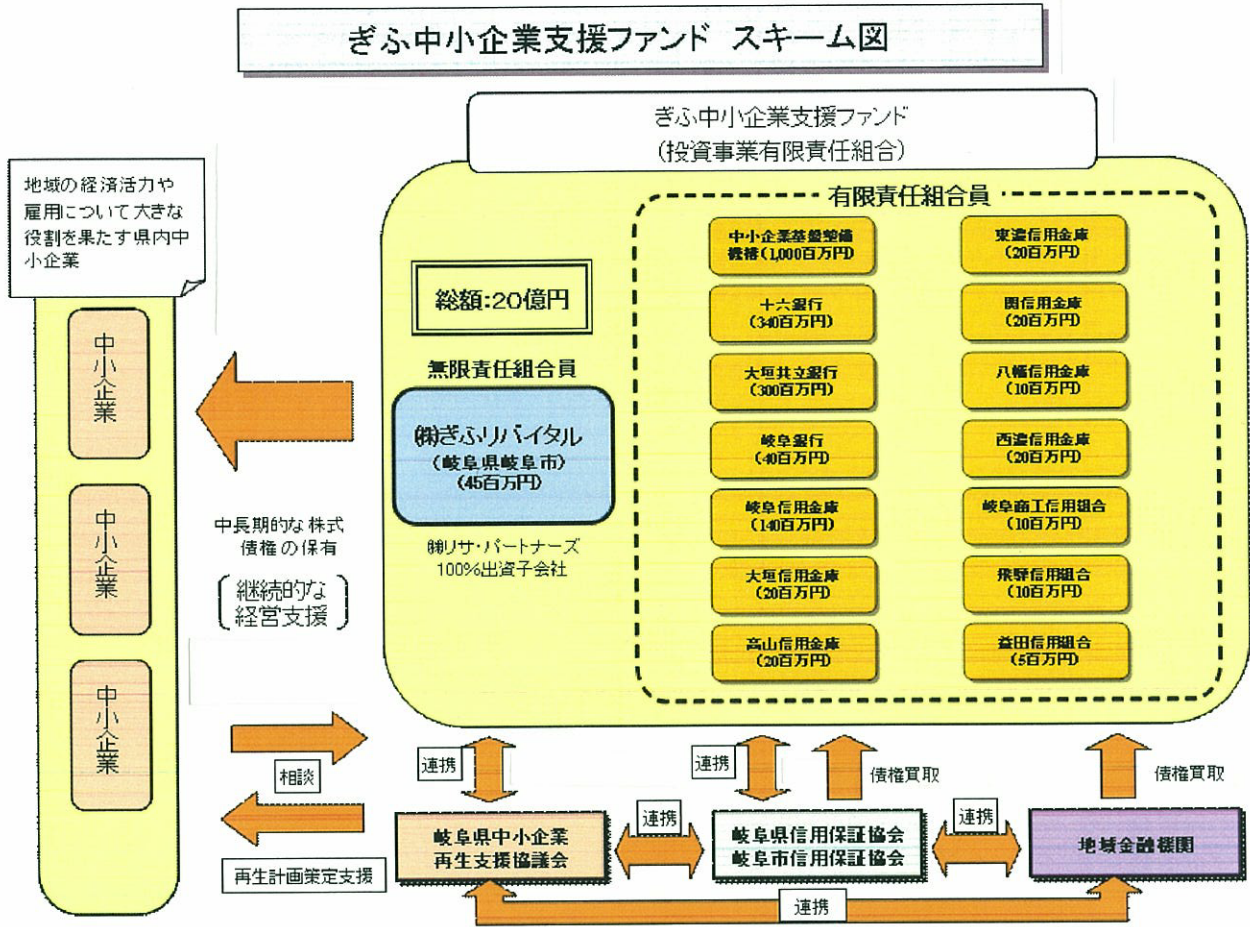 ぎふ中小企業支援ファンド スキーム図
ぎふ中小企業支援ファンド
(投資事業有限責任組合)
地域の経済活力や
雇用について大きな
役割を果たす県内中
小企業
中小企業
中小企業
中小企業
総額:20億円
無限責任組合員
㈱ぎふリバイタル
(岐阜県岐阜市)
(45百万円)
㈱リサ・パートナーズ
100%出資子会社
有限責任組合員
中小企業基盤整備
機構(1,000百万円)
十六銀行
(340百万円)
大垣共立銀行
(300百万円)
岐阜銀行
(40百万円)
岐阜信用金庫
(140百万円)
大垣信用金庫
(20百万円)
高山信用金庫
(20百万円)
東濃信用金庫
(20百万円)
関信用金庫
(20百万円)
八幡信用金庫
(10百万円)
西濃信用金庫
(20百万円)
岐阜商工信用組合
(10百万円)
飛騨信用組合
(10百万円)
益田信用組合
(5百万円)
中長期的な株式
債権の保有
継続的な
経営支援
相談
再生計画策定支援
連携
連携
債権買取
債権買取
岐阜県中小企業
再生支援協議会
連携
岐阜県信用保証協会
岐阜市信用保証協会
連携
地域金融機関
連携